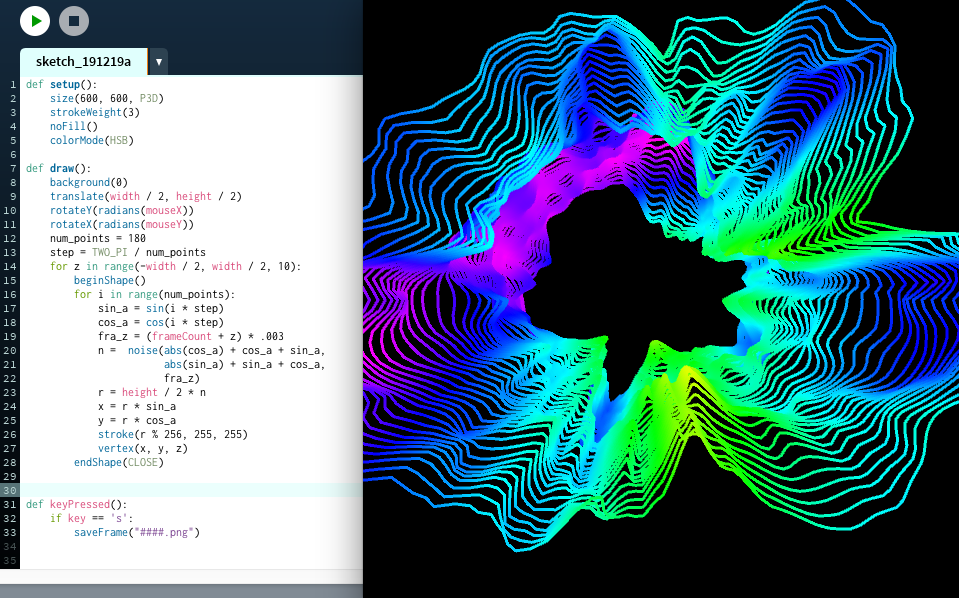 sketch_191219a
1 def setup():
2 size(600, 600, P3D)
3 strokeWeight(3)
4 noFill()
5 colorMode(HSB)
6
7 def draw():
8 background(0)
9 translate(width / 2, height / 2)
10 rotateY(radians(mouseX))
11 rotateX(radians(mouseY))
12 num_points = 180
13 step = TWO_PI / num_points
14 for z in range(-width / 2, width / 2, 10):
15 beginShape()
16 for i in range(num_points):
17 sin_a = sin(i * step)
18 cos_a = cos(i * step)
19 fra_z = (frameCount + z) * .003
20 n =  noise(abs(cos_a) + cos_a + sin_a,
21 abs(sin_a) + sin_a + cos_a,
22 fra_z)
23 r = height / 2 * n
24 x = r * sin_a
25 y = r * cos_a
26 stroke(r % 256, 255, 255)
27 vertex(x, y, z)
28 endShape(CLOSE)
29
30
31 def keyPressed():
32 if key == 's':
33 saveFrame("####.png")
34
35